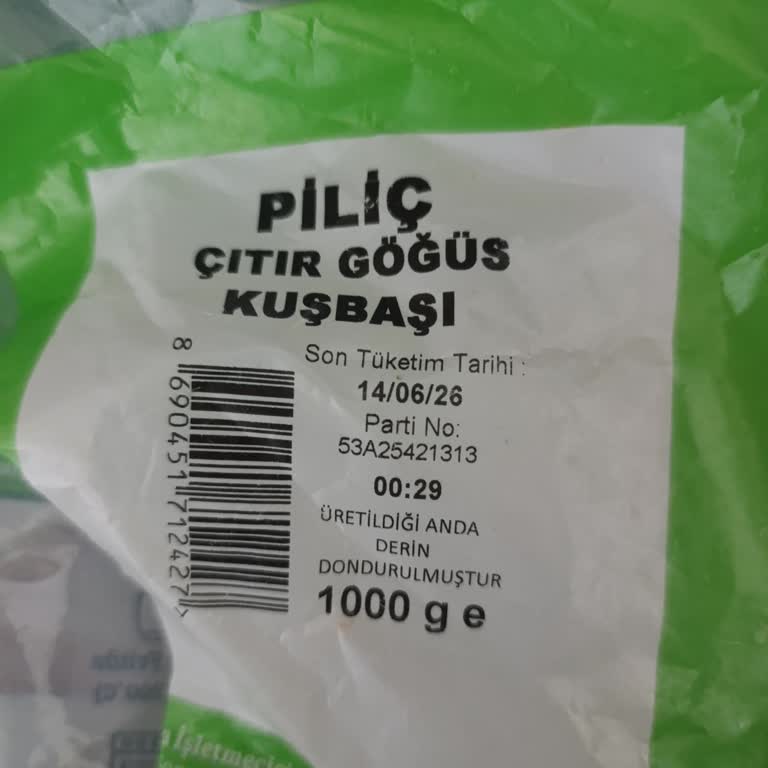 PİLİÇ
ÇITIR GÖĞÜS
KUŞBAŞI
Son Tüketim Tarihi :
14/06/26
Parti No:
53A25421313
00:29
ÜRETİLDİĞİ ANDA
DERİN
DONDURULMUŞTUR
1000 g e
8 690451 712427 >
İşletmecisi